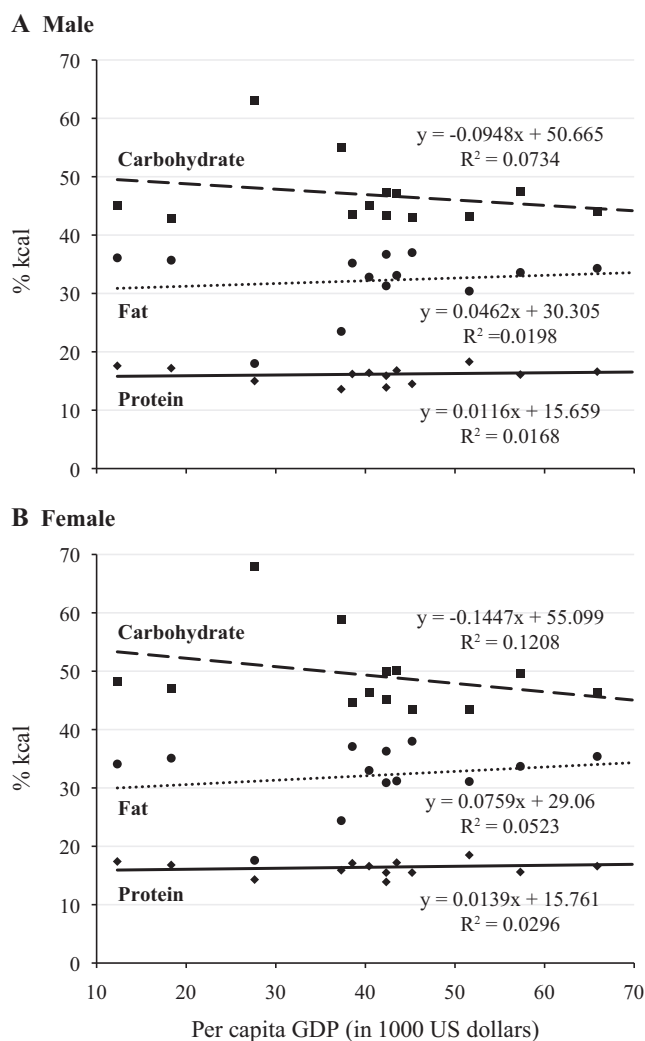 A Male
70
60
50
40
30
20
10
0
% kcal
Carbohydrate
y = -0.0948x + 50.665
R² = 0.0734
Fat
y = 0.0462x + 30.305
R² =0.0198
Protein
y = 0.0116x + 15.659
R² = 0.0168
B Female
70
60
50
40
30
20
10
0
% kcal
Carbohydrate
y = -0.1447x + 55.099
R² = 0.1208
Fat
y = 0.0759x + 29.06
R² = 0.0523
Protein
y = 0.0139x + 15.761
R² = 0.0296
10 20 30 40 50 60 70
Per capita GDP (in 1000 US dollars)